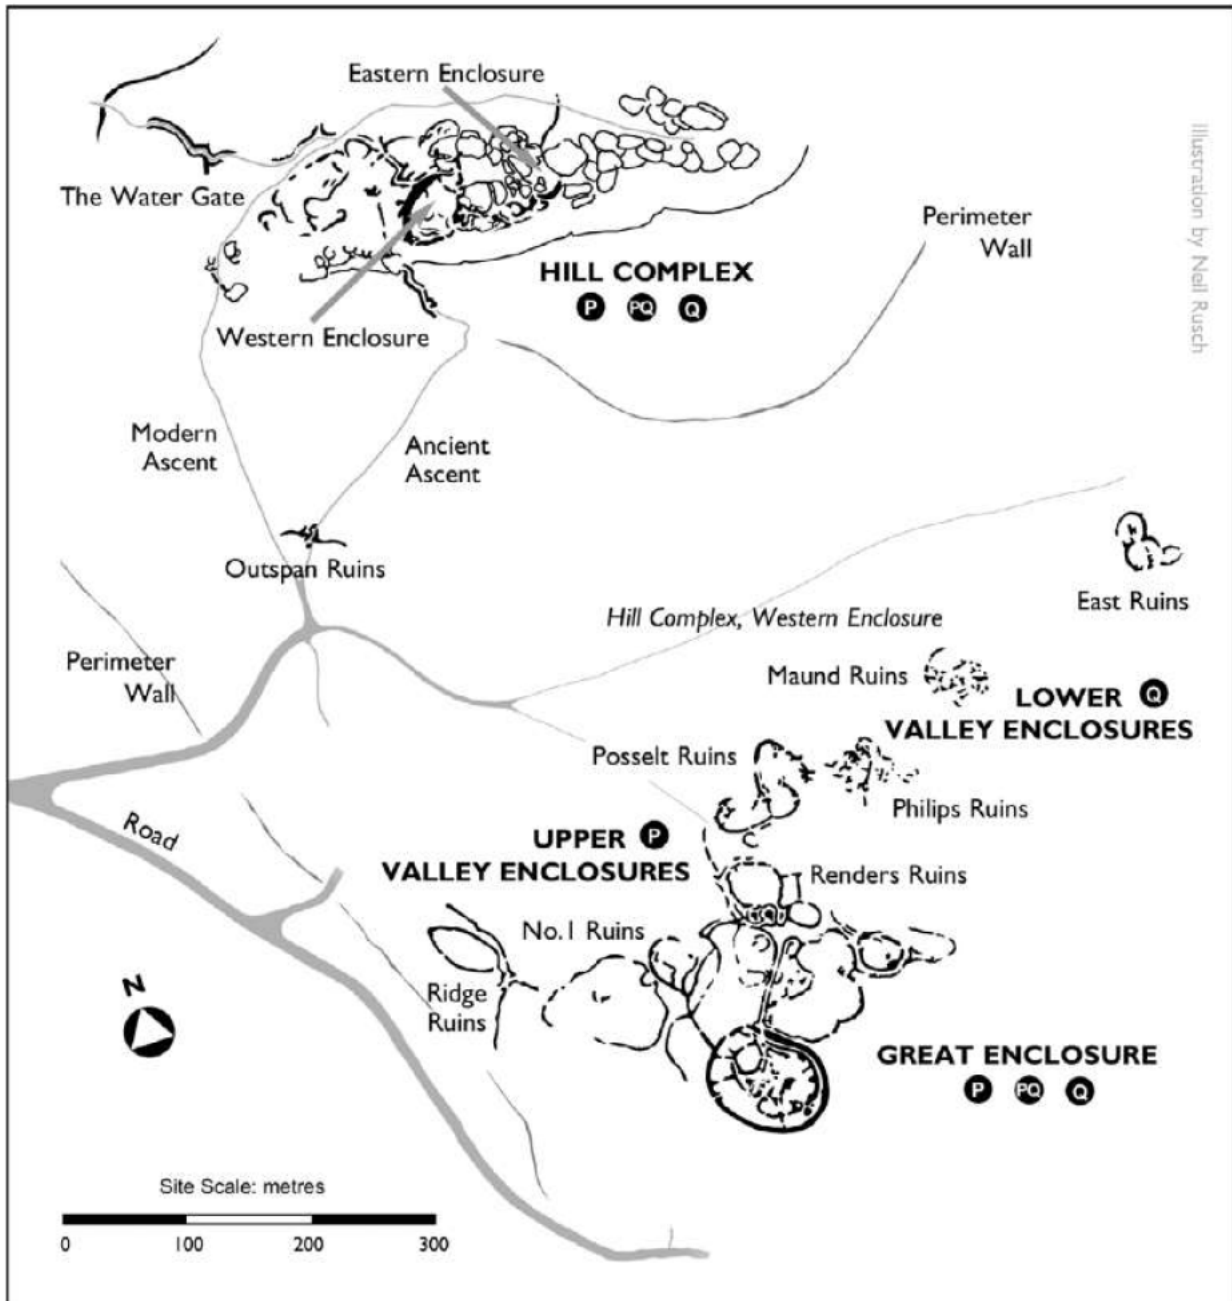 Eastern Enclosure
The Water Gate
Perimeter
Wall
Illustration by Neil Rusch
HILL COMPLEX
P PQ Q
Western Enclosure
Modern
Ascent
Ancient
Ascent
Outspan Ruins
East Ruins
Hill Complex, Western Enclosure
Perimeter
Wall
Maund Ruins
LOWER Q
VALLEY ENCLOSURES
Posselt Ruins
Philips Ruins
Road
UPPER P
VALLEY ENCLOSURES
Renders Ruins
No.1 Ruins
Ridge
Ruins
N
GREAT ENCLOSURE
P PQ Q
Site Scale: metres
0 100 200 300